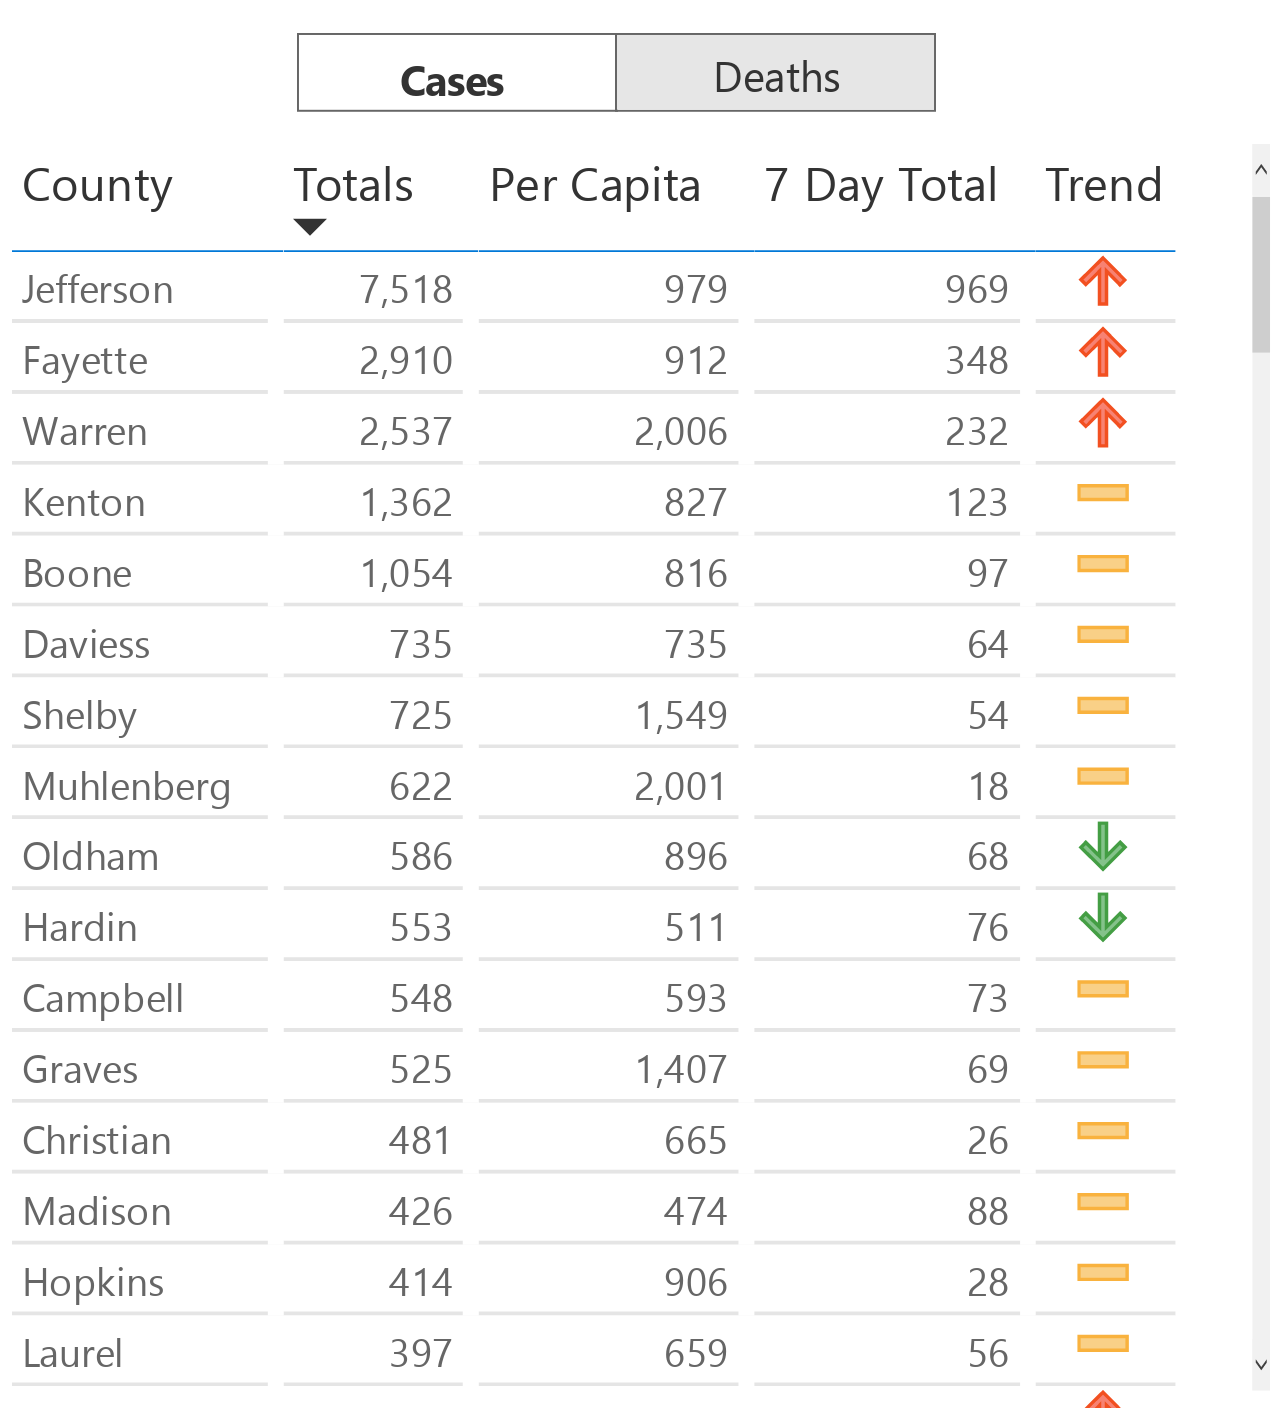 Cases Deaths
County Totals Per Capita 7 Day Total Trend
Jefferson 7,518 979 969
Fayette 2,910 912 348
Warren 2,537 2,006 232
Kenton 1,362 827 123
Boone 1,054 816 97
Daviess 735 735 64
Shelby 725 1,549 54
Muhlenberg 622 2,001 18
Oldham 586 896 68
Hardin 553 511 76
Campbell 548 593 73
Graves 525 1,407 69
Christian 481 665 26
Madison 426 474 88
Hopkins 414 906 28
Laurel 397 659 56